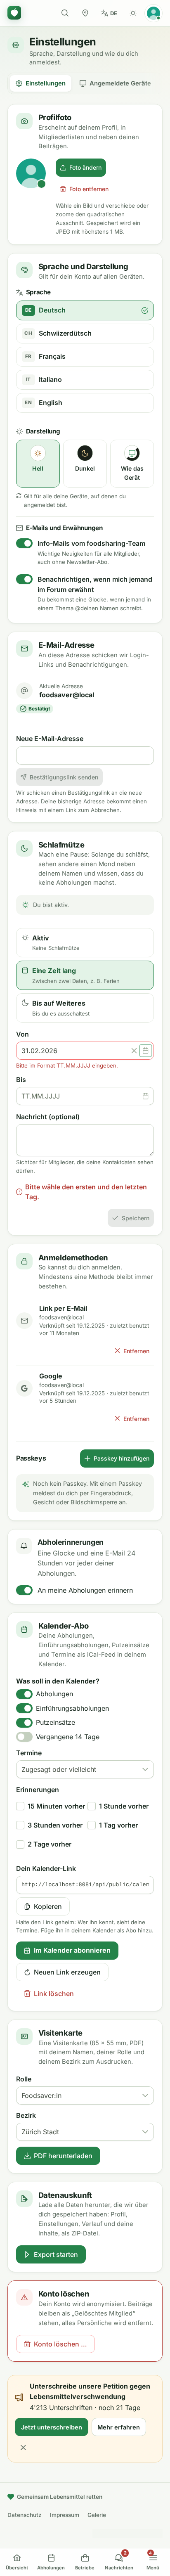 DE
Einstellungen
Sprache, Darstellung und wie du dich
anmeldest.
Einstellungen
Angemeldete Geräte
Profilfoto
Erscheint auf deinem Profil, in
Mitgliederlisten und neben deinen
Beiträgen.
Foto ändern
Foto entfernen
Wähle ein Bild und verschiebe oder
zoome den quadratischen
Ausschnitt. Gespeichert wird ein
JPEG mit höchstens 1 MB.
Sprache und Darstellung
Gilt für dein Konto auf allen Geräten.
Sprache
DE Deutsch
CH Schwiizerdütsch
FR Français
IT Italiano
EN English
Darstellung
Hell
Dunkel
Wie das
Gerät
Gilt für alle deine Geräte, auf denen du
angemeldet bist.
E-Mails und Erwähnungen
Info-Mails vom foodsharing-Team
Wichtige Neuigkeiten für alle Mitglieder,
auch ohne Newsletter-Abo.
Benachrichtigen, wenn mich jemand
im Forum erwähnt
Du bekommst eine Glocke, wenn jemand in
einem Thema @deinen Namen schreibt.
E-Mail-Adresse
An diese Adresse schicken wir Login-
Links und Benachrichtigungen.
Aktuelle Adresse
foodsaver@local
Bestätigt
Neue E-Mail-Adresse
Bestätigungslink senden
Wir schicken einen Bestätigungslink an die neue
Adresse. Deine bisherige Adresse bekommt einen
Hinweis mit einem Link zum Abbrechen.
Schlafmütze
Mach eine Pause: Solange du schläfst,
sehen andere einen Mond neben
deinem Namen und wissen, dass du
keine Abholungen machst.
Du bist aktiv.
Aktiv
Keine Schlafmütze
Eine Zeit lang
Zwischen zwei Daten, z. B. Ferien
Bis auf Weiteres
Bis du es ausschaltest
Von
31.02.2026
Bitte im Format TT.MM.JJJJ eingeben.
Bis
TT.MM.JJJJ
Nachricht (optional)
Sichtbar für Mitglieder, die deine Kontaktdaten sehen
dürfen.
Bitte wähle den ersten und den letzten
Tag.
Speichern
Anmeldemethoden
So kannst du dich anmelden.
Mindestens eine Methode bleibt immer
bestehen.
Link per E-Mail
foodsaver@local
Verknüpft seit 19.12.2025 · zuletzt benutzt
vor 11 Monaten
Entfernen
Google
foodsaver@local
Verknüpft seit 19.12.2025 · zuletzt benutzt
vor 5 Stunden
Entfernen
Passkeys
Passkey hinzufügen
Noch kein Passkey. Mit einem Passkey
meldest du dich per Fingerabdruck,
Gesicht oder Bildschirmsperre an.
Abholerinnerungen
Eine Glocke und eine E-Mail 24
Stunden vor jeder deiner
Abholungen.
An meine Abholungen erinnern
Kalender-Abo
Deine Abholungen,
Einführungsabholungen, Putzeinsätze
und Termine als iCal-Feed in deinem
Kalender.
Was soll in den Kalender?
Abholungen
Einführungsabholungen
Putzeinsätze
Vergangene 14 Tage
Termine
Zugesagt oder vielleicht
Erinnerungen
15 Minuten vorher
1 Stunde vorher
3 Stunden vorher
1 Tag vorher
2 Tage vorher
Dein Kalender-Link
http://localhost:8081/api/public/calen
Kopieren
Halte den Link geheim: Wer ihn kennt, sieht deine
Termine. Füge ihn in deinem Kalender als Abo hinzu.
Im Kalender abonnieren
Neuen Link erzeugen
Link löschen
Visitenkarte
Eine Visitenkarte (85 × 55 mm, PDF)
mit deinem Namen, deiner Rolle und
deinem Bezirk zum Ausdrucken.
Rolle
Foodsaver:in
Bezirk
Zürich Stadt
PDF herunterladen
Datenauskunft
Lade alle Daten herunter, die wir über
dich gespeichert haben: Profil,
Einstellungen, Verlauf und deine
Inhalte, als ZIP-Datei.
Export starten
Konto löschen
Dein Konto wird anonymisiert. Beiträge
bleiben als „Gelöschtes Mitglied“
stehen, alles Persönliche wird entfernt.
Konto löschen …
Unterschreibe unsere Petition gegen
Lebensmittelverschwendung
4'213 Unterschriften · noch 21 Tage
Jetzt unterschreiben
Mehr erfahren
Gemeinsam Lebensmittel retten
Datenschutz
Impressum
Galerie
Übersicht
Abholungen
Betriebe
2
Nachrichten
4
Menü